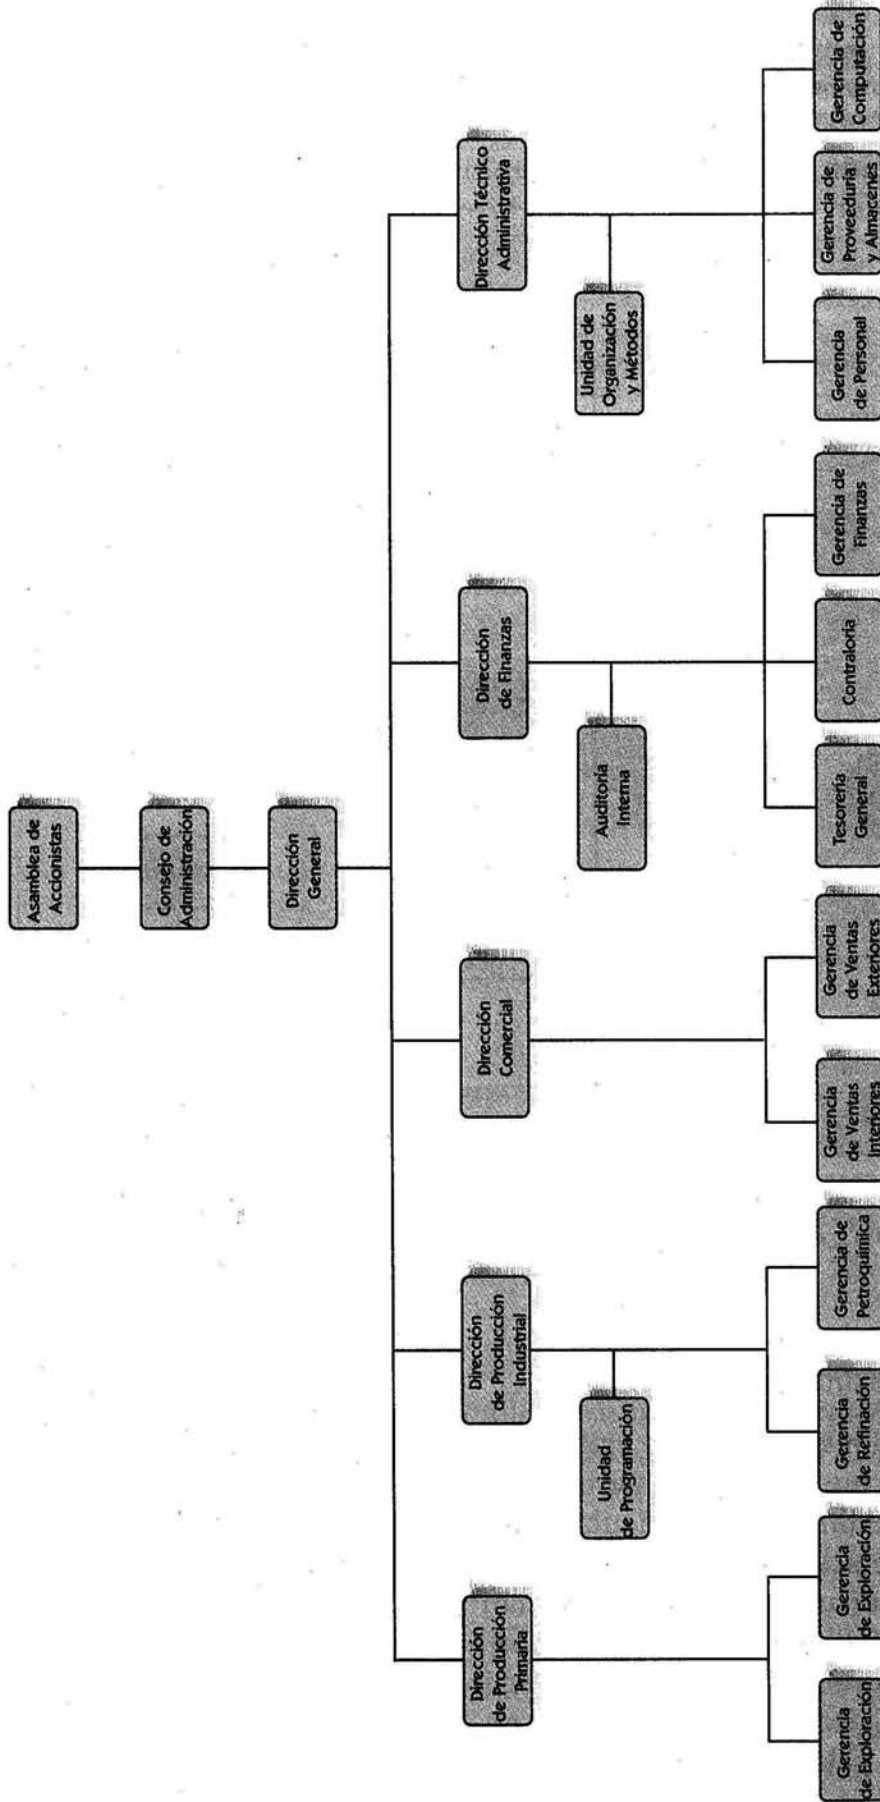 Asamblea de
Accionistas
Consejo de
Administración
Dirección
General
Dirección
de Producción
Primaria
Dirección
de Producción
Industrial
Dirección
Comercial
Dirección
de Finanzas
Dirección Técnico
Administrativa
Unidad
de Programación
Auditoría
Interna
Unidad de
Organización
y Métodos
Gerencia
de Exploración
Gerencia
de Exploración
Gerencia
de Refinación
Gerencia de
Petroquímica
Gerencia
de Ventas
Interiores
Gerencia
de Ventas
Exteriores
Tesorería
General
Contraloría
Gerencia de
Finanzas
Gerencia
de Personal
Gerencia de
Proveeduría
y Almacenes
Gerencia de
Computación